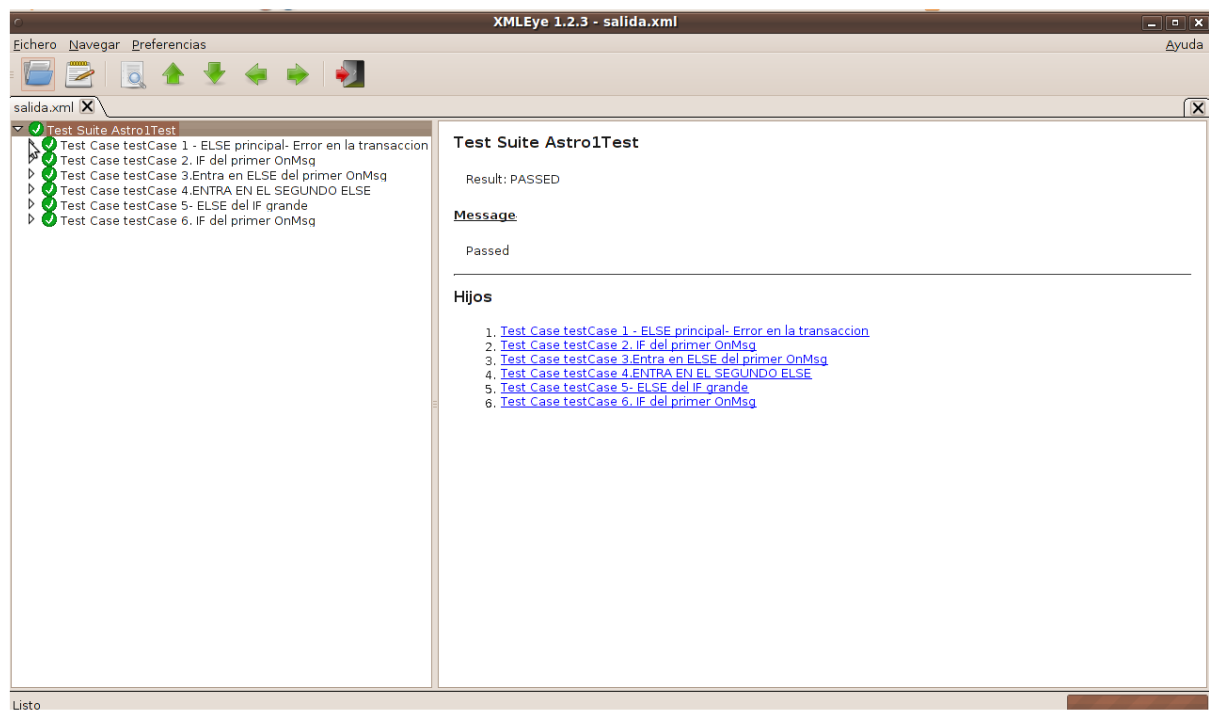 XMLEye 1.2.3 - salida.xml
Fichero Navegar Preferencias Ayuda
salida.xml
Test Suite Astro1Test
Test Case testCase 1 - ELSE principal- Error en la transaccion
Test Case testCase 2. IF del primer OnMsg
Test Case testCase 3.Entra en ELSE del primer OnMsg
Test Case testCase 4.ENTRA EN EL SEGUNDO ELSE
Test Case testCase 5- ELSE del IF grande
Test Case testCase 6. IF del primer OnMsg
Test Suite Astro1Test
Result: PASSED
Message
Passed
Hijos
1. Test Case testCase 1 - ELSE principal- Error en la transaccion
2. Test Case testCase 2. IF del primer OnMsg
3. Test Case testCase 3.Entra en ELSE del primer OnMsg
4. Test Case testCase 4.ENTRA EN EL SEGUNDO ELSE
5. Test Case testCase 5- ELSE del IF grande
6. Test Case testCase 6. IF del primer OnMsg
Listo